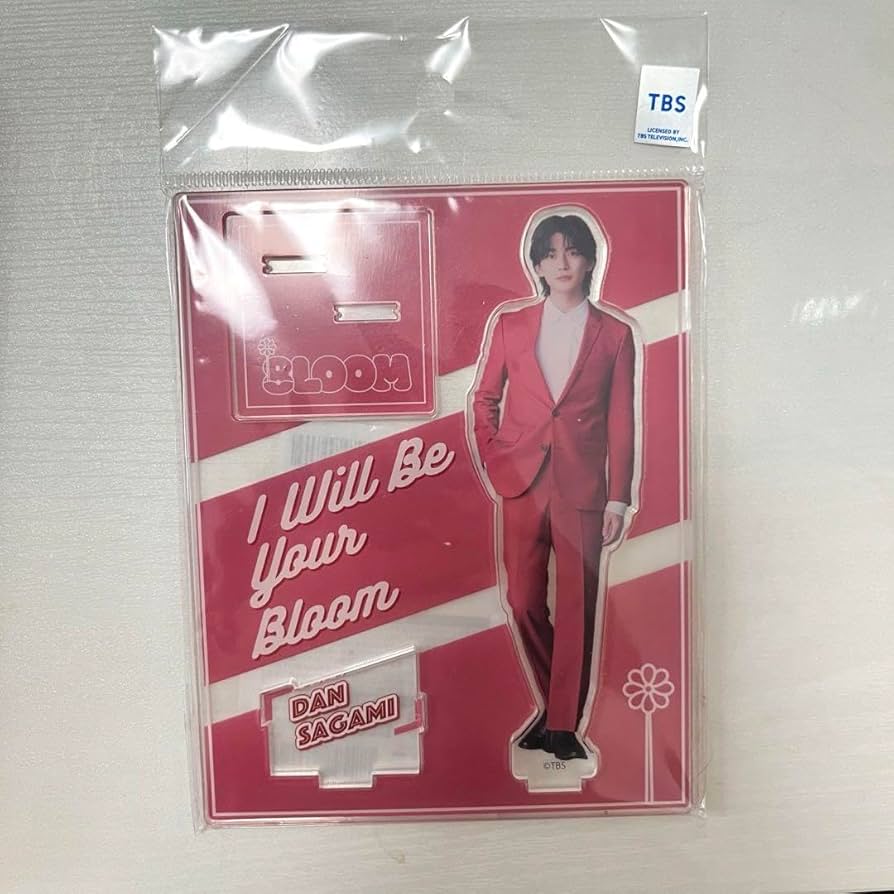 TBS
LICENSED BY
TBS TELEVISION, INC.
BLOOM
I Will Be
Your
Bloom
DAN
SAGAMI
©TBS